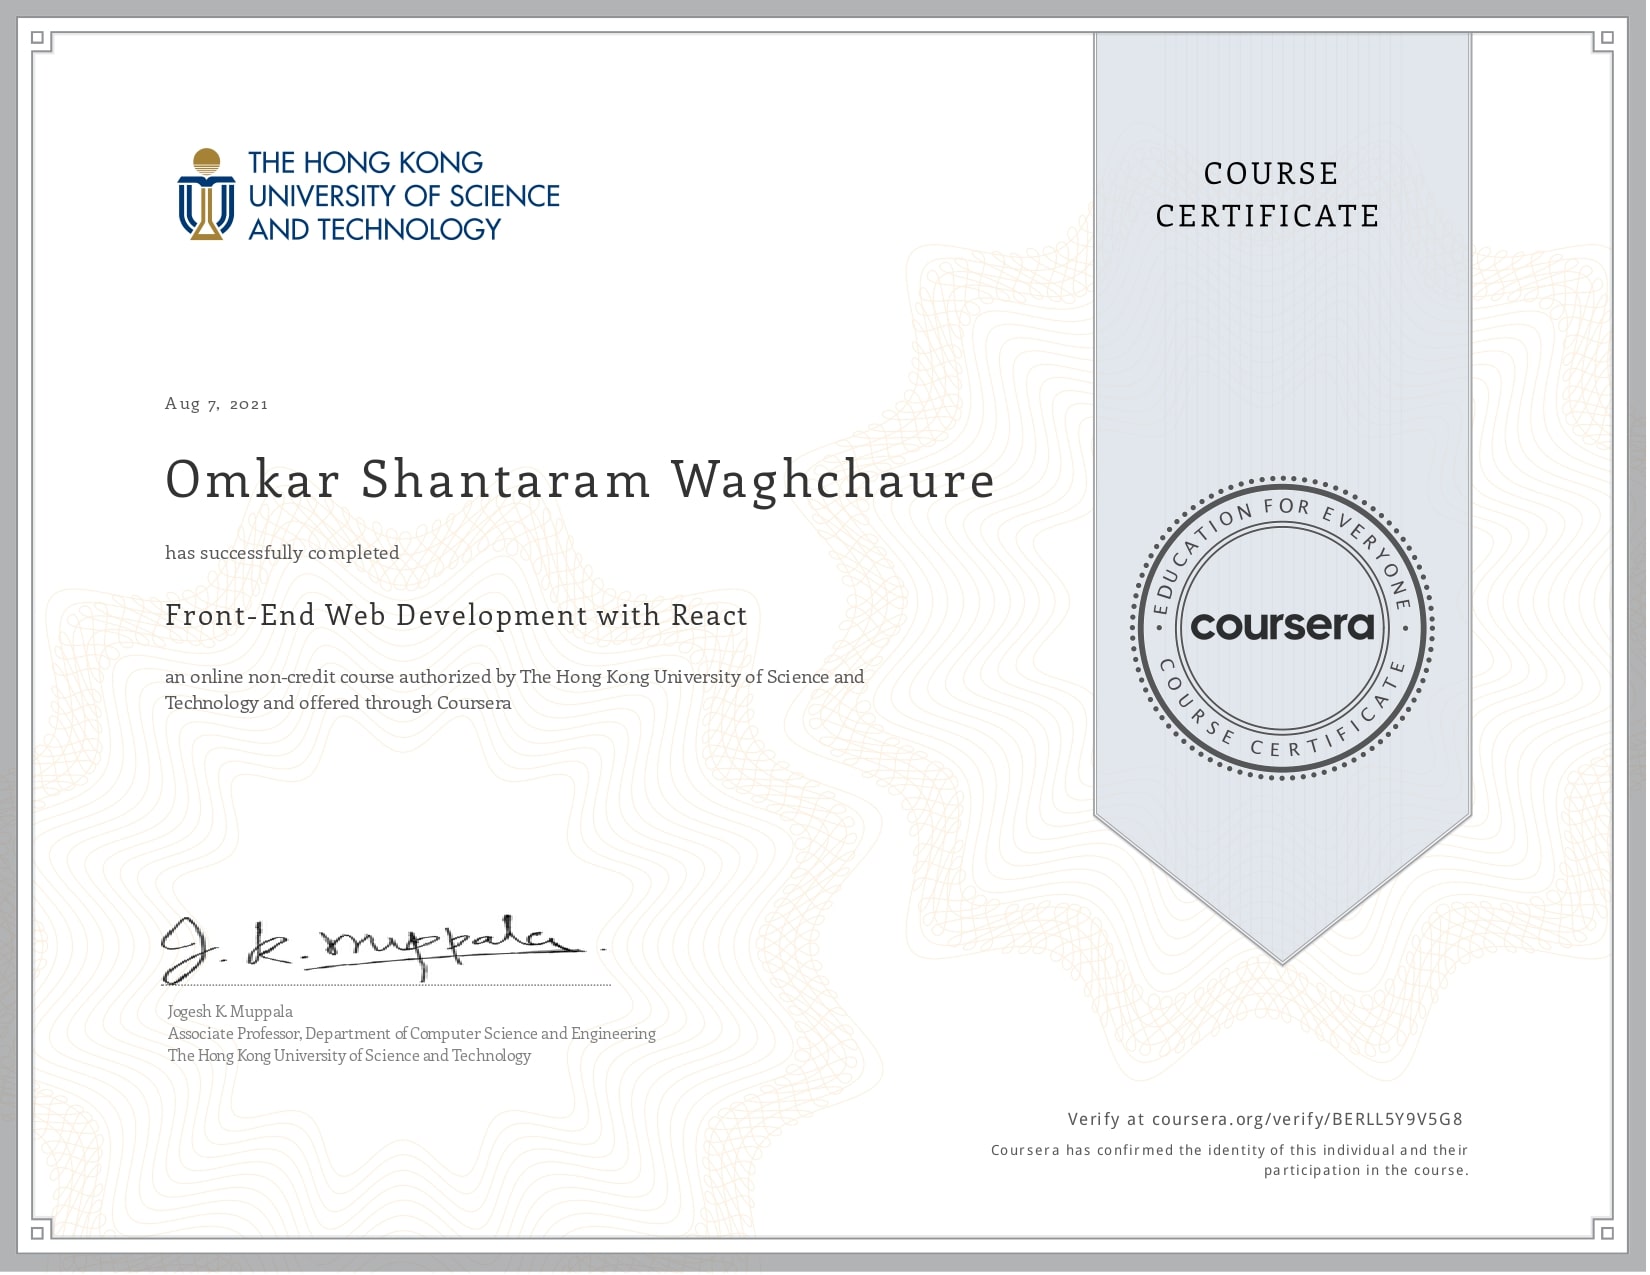 THE HONG KONG
UNIVERSITY OF SCIENCE
AND TECHNOLOGY
COURSE
CERTIFICATE
Aug 7, 2021
Omkar Shantaram Waghchaure
has successfully completed
Front-End Web Development with React
an online non-credit course authorized by The Hong Kong University of Science and
Technology and offered through Coursera
EDUCATION FOR EVERYONE
coursera
COURSE CERTIFICATE
J. K. Muppala.
Jogesh K. Muppala
Associate Professor, Department of Computer Science and Engineering
The Hong Kong University of Science and Technology
Verify at coursera.org/verify/BERLL5Y9V5G8
Coursera has confirmed the identity of this individual and their
participation in the course.